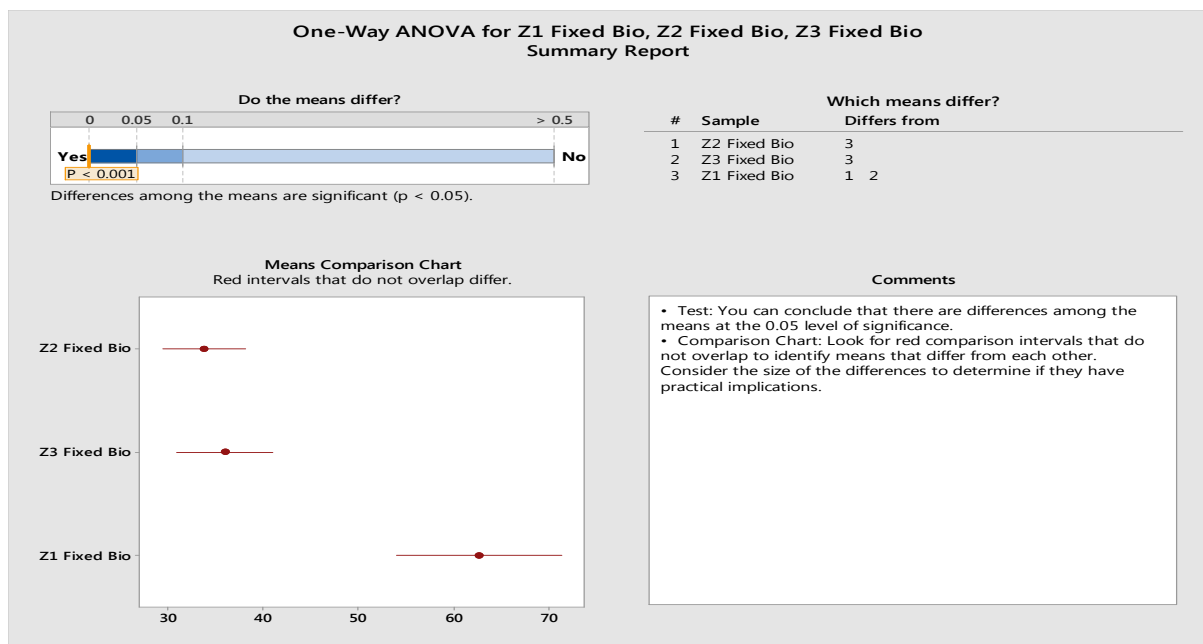 One-Way ANOVA for Z1 Fixed Bio, Z2 Fixed Bio, Z3 Fixed Bio
Summary Report
Do the means differ?
0 0.05 0.1 > 0.5
Yes No
P < 0.001
Differences among the means are significant (p < 0.05).
Which means differ?
# Sample Differs from
1 Z2 Fixed Bio 3
2 Z3 Fixed Bio 3
3 Z1 Fixed Bio 1 2
Means Comparison Chart
Red intervals that do not overlap differ.
Z2 Fixed Bio
Z3 Fixed Bio
Z1 Fixed Bio
30 40 50 60 70
Comments
• Test: You can conclude that there are differences among the
means at the 0.05 level of significance.
• Comparison Chart: Look for red comparison intervals that do
not overlap to identify means that differ from each other.
Consider the size of the differences to determine if they have
practical implications.